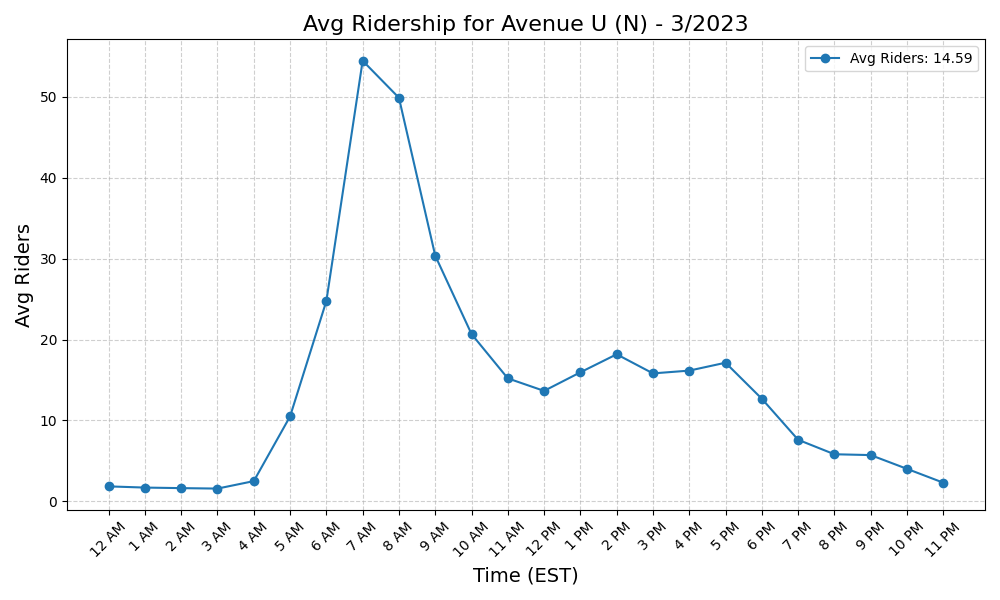 Avg Ridership for Avenue U (N) - 3/2023
Avg Riders: 14.59
Avg Riders
50
40
30
20
10
0
12 AM
1 AM
2 AM
3 AM
4 AM
5 AM
6 AM
7 AM
8 AM
9 AM
10 AM
11 AM
12 PM
1 PM
2 PM
3 PM
4 PM
5 PM
6 PM
7 PM
8 PM
9 PM
10 PM
11 PM
Time (EST)